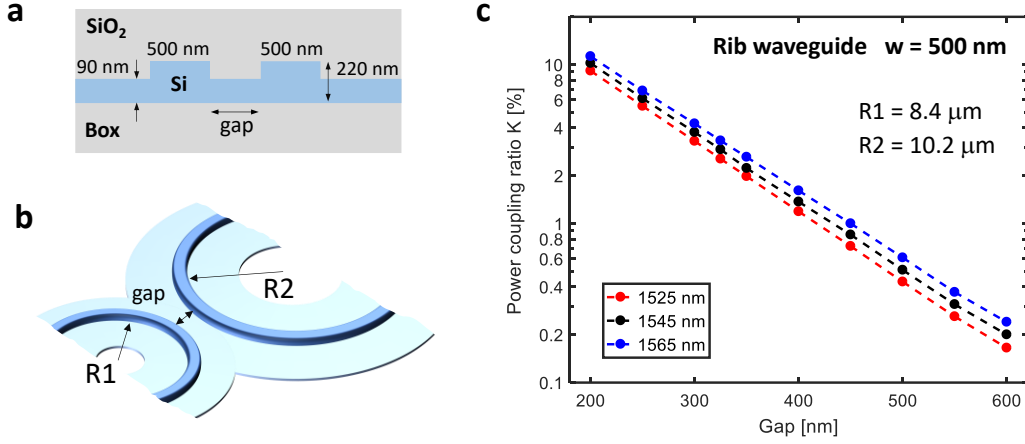 a
SiO2
500 nm
500 nm
90 nm
Si
220 nm
gap
Box
b
R2
gap
R1
c
Rib waveguide w = 500 nm
R1 = 8.4 μm
R2 = 10.2 μm
Power coupling ratio K [%]
10
8
6
4
2
1
0.8
0.6
0.4
0.2
0.1
1525 nm
1545 nm
1565 nm
200
300
400
500
600
Gap [nm]